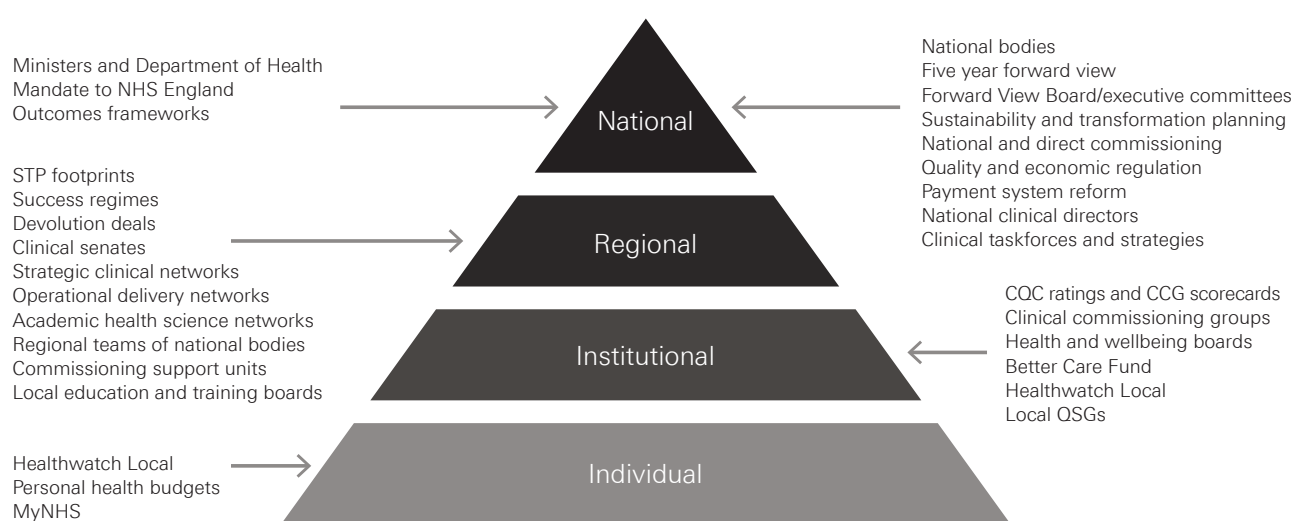 Ministers and Department of Health
Mandate to NHS England
Outcomes frameworks
National
National bodies
Five year forward view
Forward View Board/executive committees
Sustainability and transformation planning
National and direct commissioning
Quality and economic regulation
Payment system reform
National clinical directors
Clinical taskforces and strategies
STP footprints
Success regimes
Devolution deals
Clinical senates
Strategic clinical networks
Operational delivery networks
Academic health science networks
Regional teams of national bodies
Commissioning support units
Local education and training boards
Regional
Institutional
CQC ratings and CCG scorecards
Clinical commissioning groups
Health and wellbeing boards
Better Care Fund
Healthwatch Local
Local QSGs
Healthwatch Local
Personal health budgets
MyNHS
Individual